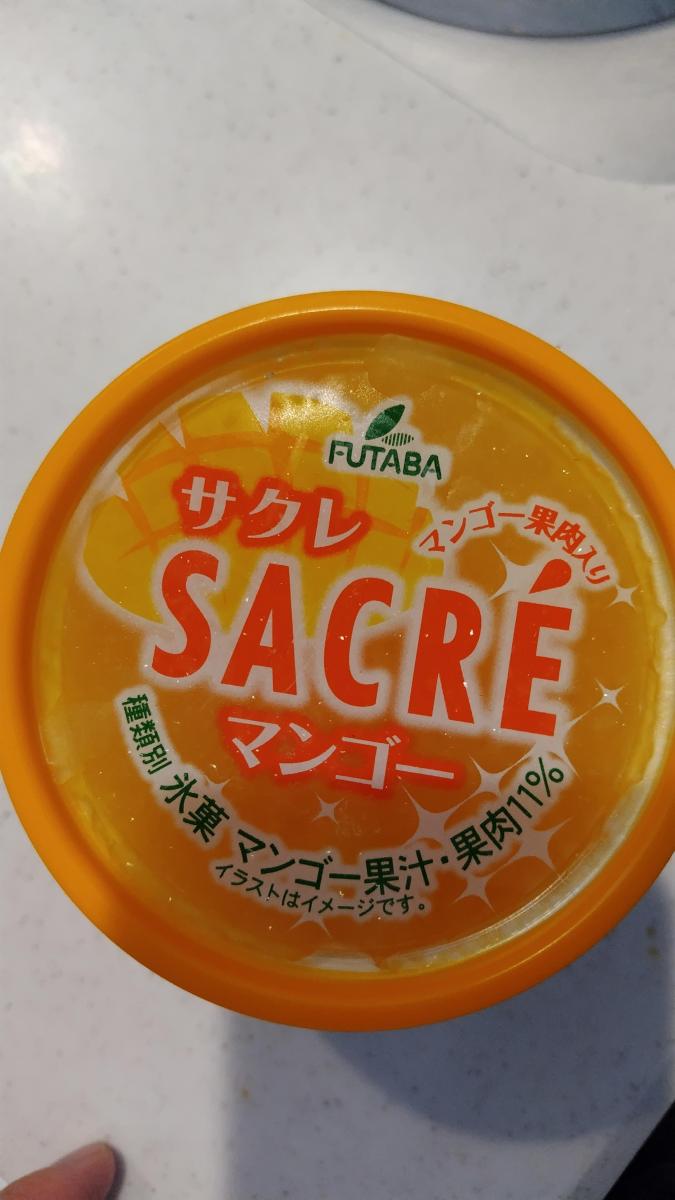 FUTABA
サクレ
マンゴー果肉入り
SACRÉ
マンゴー
種類別 氷菓 マンゴー果汁・果肉11%
イラストはイメージです。